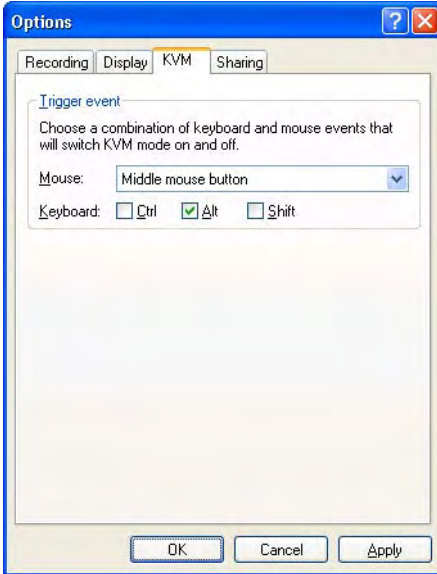 Options
Recording Display KVM Sharing
Trigger event
Choose a combination of keyboard and mouse events that
will switch KVM mode on and off.
Mouse: Middle mouse button
Keyboard: Ctrl Alt Shift
OK Cancel Apply